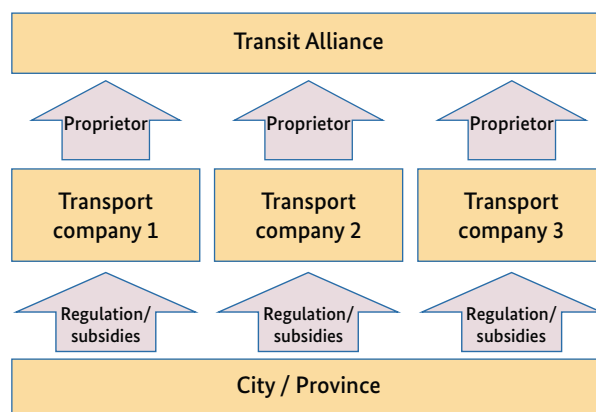 Transit Alliance
Proprietor
Proprietor
Proprietor
Transport
company 1
Transport
company 2
Transport
company 3
Regulation/
subsidies
Regulation/
subsidies
Regulation/
subsidies
City / Province